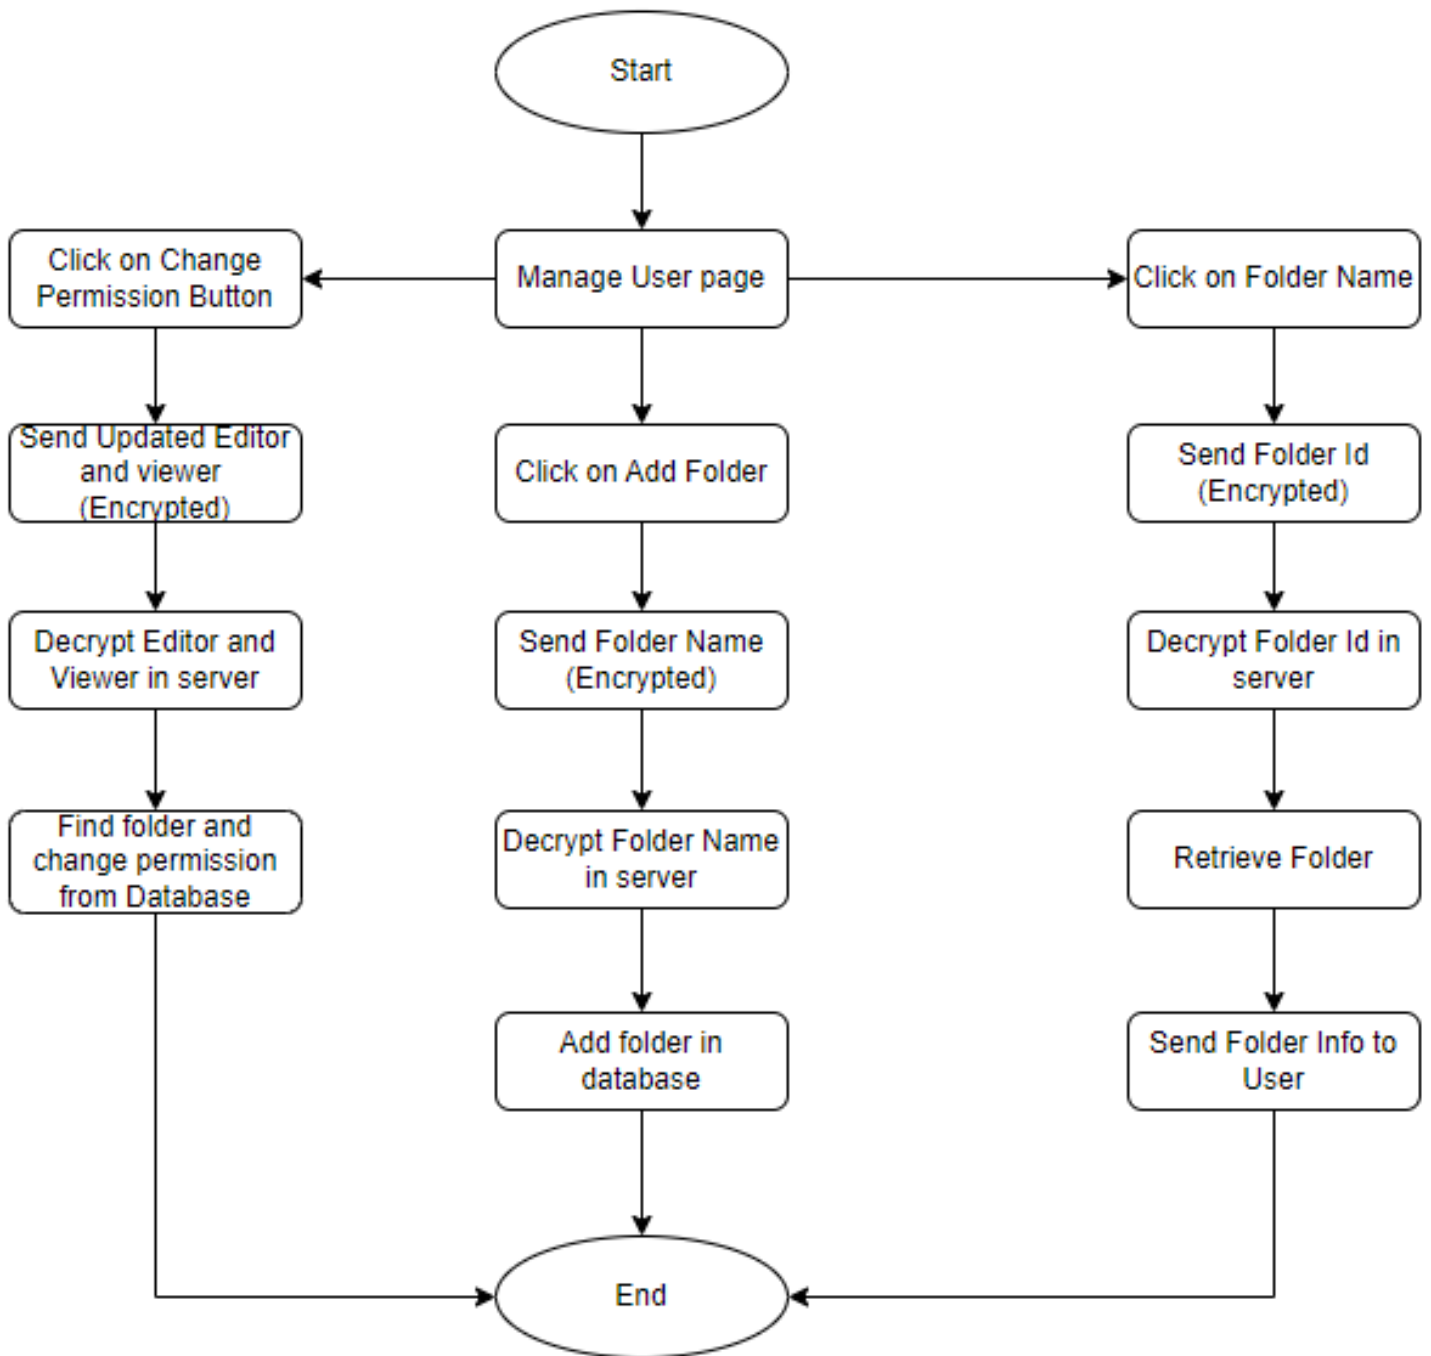 Start
Click on Change
Permission Button
Manage User page
Click on Folder Name
Send Updated Editor
and viewer
(Encrypted)
Click on Add Folder
Send Folder Id
(Encrypted)
Decrypt Editor and
Viewer in server
Send Folder Name
(Encrypted)
Decrypt Folder Id in
server
Find folder and
change permission
from Database
Decrypt Folder Name
in server
Retrieve Folder
Add folder in
database
Send Folder Info to
User
End